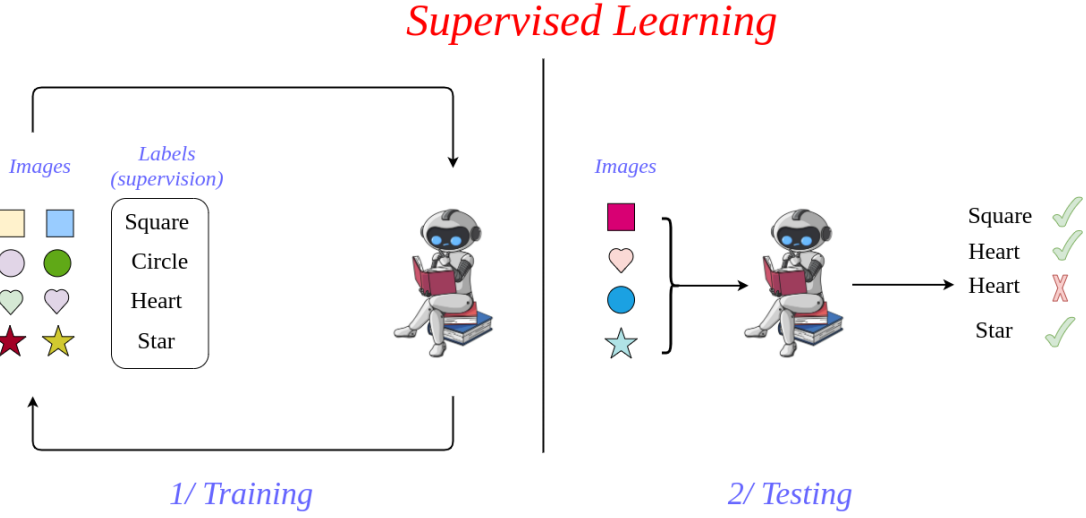 Supervised Learning
Images
Labels
(supervision)
Square
Circle
Heart
Star
1/ Training
Images
Square
Heart
Heart
Star
2/ Testing